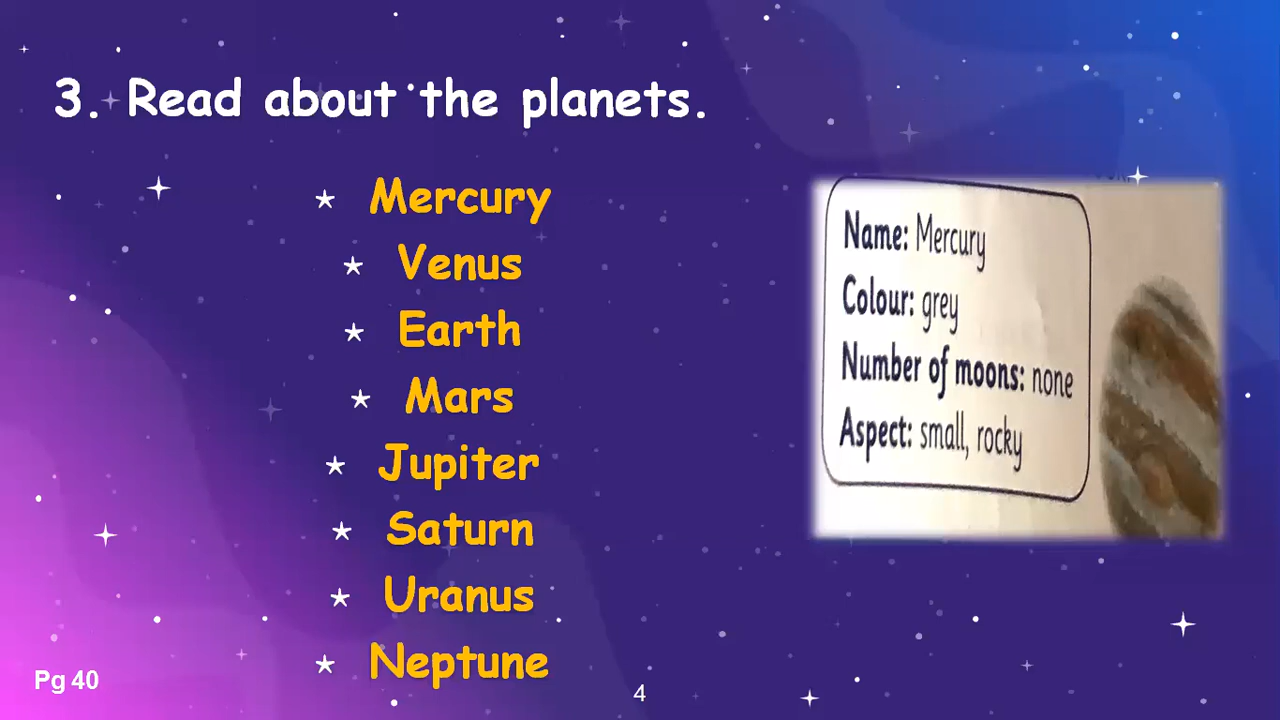 3. Read about the planets.
Mercury
Venus
Earth
Mars
Jupiter
Saturn
Uranus
Neptune
Name: Mercury
Colour: grey
Number of moons: none
Aspect: small, rocky
Pg 40
4